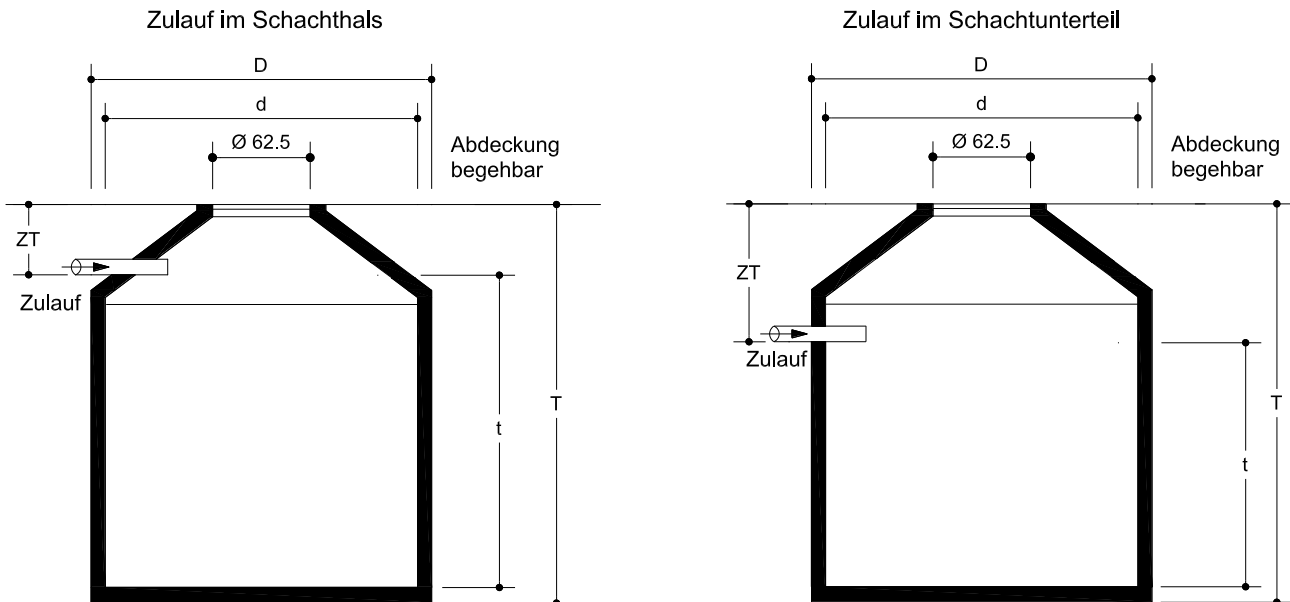 Zulauf im Schachthals
D
d
Ø 62.5
Abdeckung
begehbar
ZT
Zulauf
t
T
Zulauf im Schachtunterteil
D
d
Ø 62.5
Abdeckung
begehbar
ZT
Zulauf
t
T